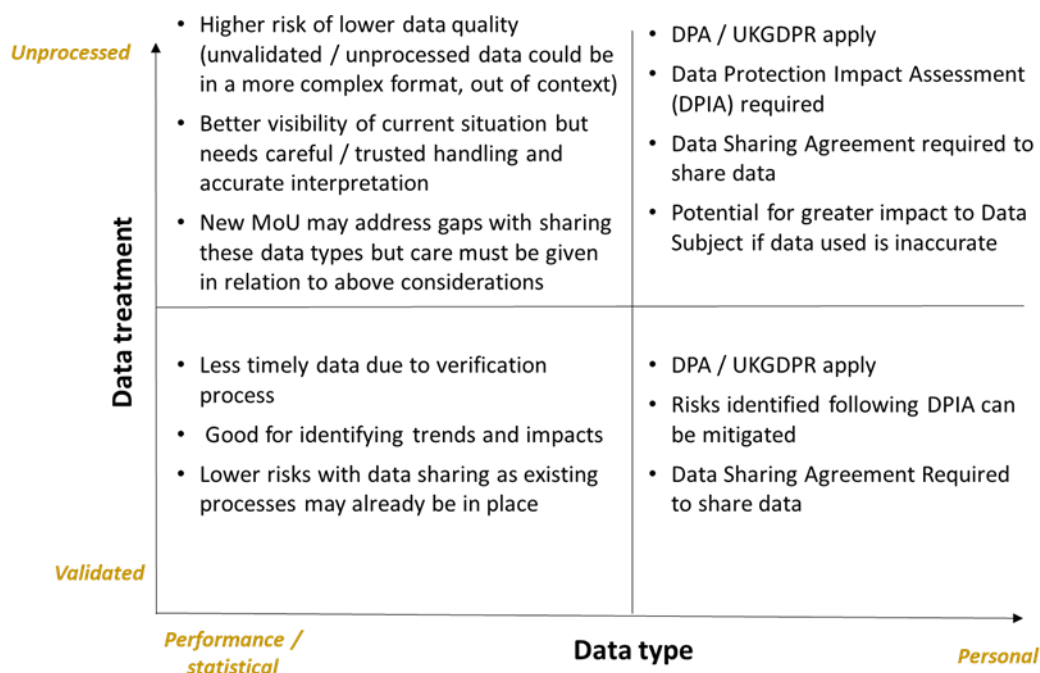 Unprocessed
• Higher risk of lower data quality
(unvalidated / unprocessed data could be
in a more complex format, out of context)
• Better visibility of current situation but
needs careful / trusted handling and
accurate interpretation
• New MoU may address gaps with sharing
these data types but care must be given
in relation to above considerations
• DPA / UKGDPR apply
• Data Protection Impact Assessment
(DPIA) required
• Data Sharing Agreement required to
share data
• Potential for greater impact to Data
Subject if data used is inaccurate
Data treatment
• Less timely data due to verification
process
• Good for identifying trends and impacts
• Lower risks with data sharing as existing
processes may already be in place
• DPA / UKGDPR apply
• Risks identified following DPIA can
be mitigated
• Data Sharing Agreement Required
to share data
Validated
Performance /
statistical
Data type
Personal